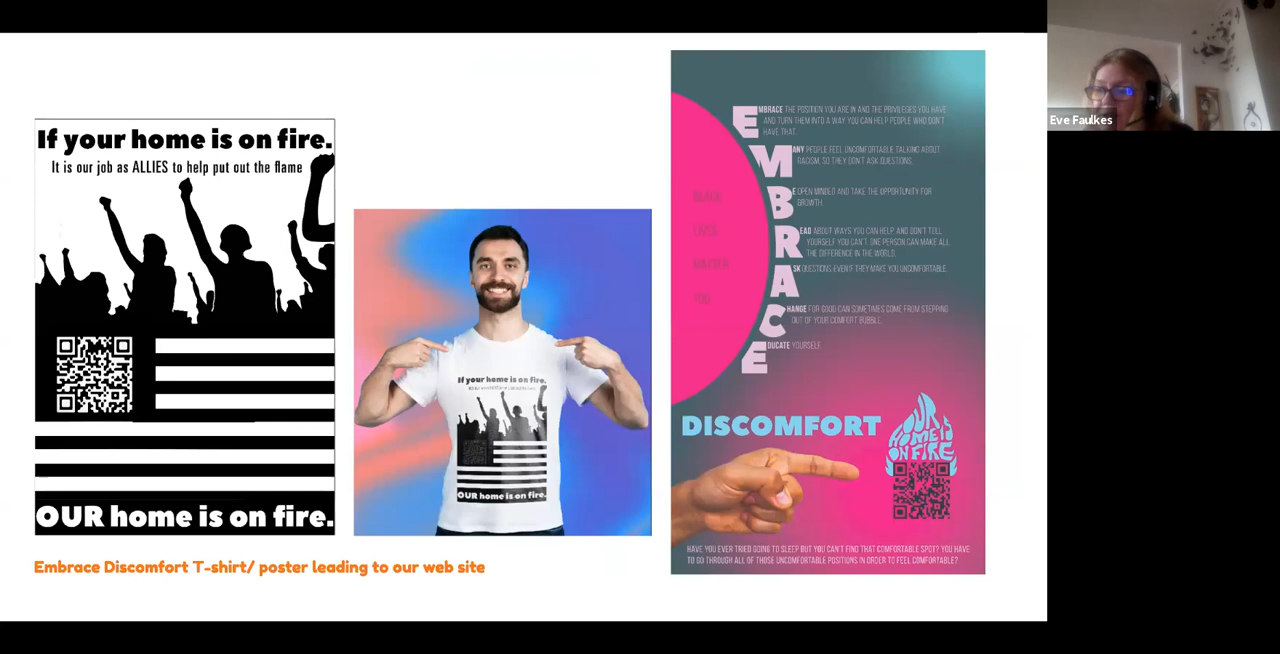 If your home is on fire.
It is our job as ALLIES to help put out the flame
OUR home is on fire.
If your home is on fire.
OUR home is on fire.
Embrace Discomfort T-shirt/ poster leading to our web site
EMBRACE THE POSITION YOU ARE IN AND THE PRIVILEGES YOU HAVE
AND TURN THEM INTO A WAY YOU CAN HELP PEOPLE WHO DON'T
HAVE THAT.
MANY PEOPLE FEEL UNCOMFORTABLE TALKING ABOUT
RACISM, SO THEY DON'T ASK QUESTIONS.
BE OPEN MINDED AND TAKE THE OPPORTUNITY FOR
GROWTH.
READ ABOUT WAYS YOU CAN HELP, AND DON'T TELL
YOURSELF YOU CAN'T. ONE PERSON CAN MAKE ALL
THE DIFFERENCE IN THE WORLD.
ASK QUESTIONS EVEN IF THEY MAKE YOU UNCOMFORTABLE.
CHANGE FOR GOOD CAN SOMETIMES COME FROM STEPPING
OUT OF YOUR COMFORT BUBBLE.
EDUCATE YOURSELF.
BLACK
DISCOMFORT
OUR
HOME IS
ON FIRE
HAVE YOU EVER TRIED GOING TO SLEEP BUT YOU CAN'T FIND THAT COMFORTABLE SPOT? YOU HAVE
TO GO THROUGH ALL OF THOSE UNCOMFORTABLE POSITIONS IN ORDER TO FEEL COMFORTABLE?
Eve Faulkes